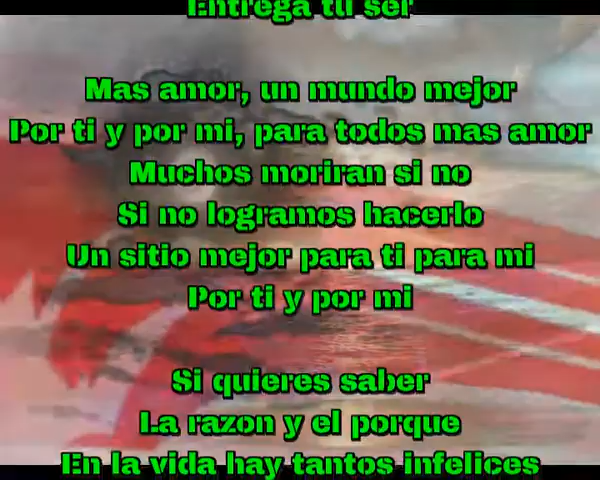 Entrega tu ser
Mas amor, un mundo mejor
Por ti y por mi, para todos mas amor
Muchos moriran si no
Si no logramos hacerlo
Un sitio mejor para ti para mi
Por ti y por mi
Si quieres saber
La razon y el porque
En la vida hay tantos infelices